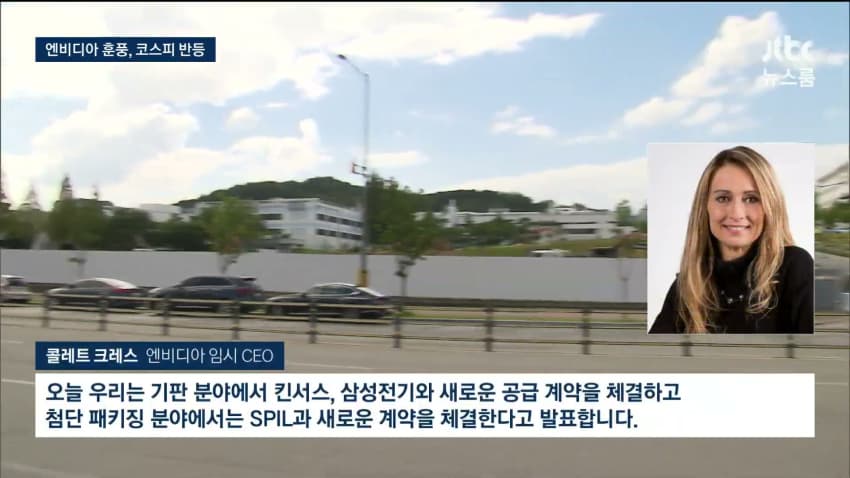 엔비디아 훈풍, 코스피 반등
jtbc
뉴스룸
콜레트 크레스 엔비디아 임시 CEO
오늘 우리는 기판 분야에서 킨서스, 삼성전기와 새로운 공급 계약을 체결하고
첨단 패키징 분야에서는 SPIL과 새로운 계약을 체결한다고 발표합니다.